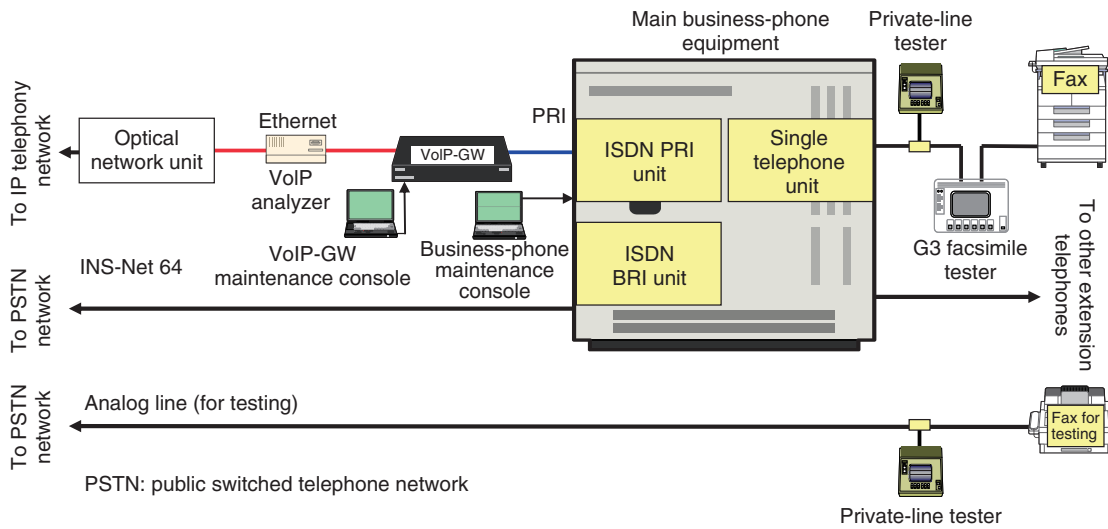 Main business-phone
equipment
Private-line
tester
Fax
To IP telephony
network
Optical
network unit
Ethernet
VoIP
analyzer
VoIP-GW
PRI
ISDN PRI
unit
Single
telephone
unit
VoIP-GW
maintenance console
Business-phone
maintenance
console
G3 facsimile
tester
INS-Net 64
ISDN
BRI unit
To PSTN
network
To other extension
telephones
To PSTN
network
Analog line (for testing)
Fax for
testing
PSTN: public switched telephone network
Private-line tester